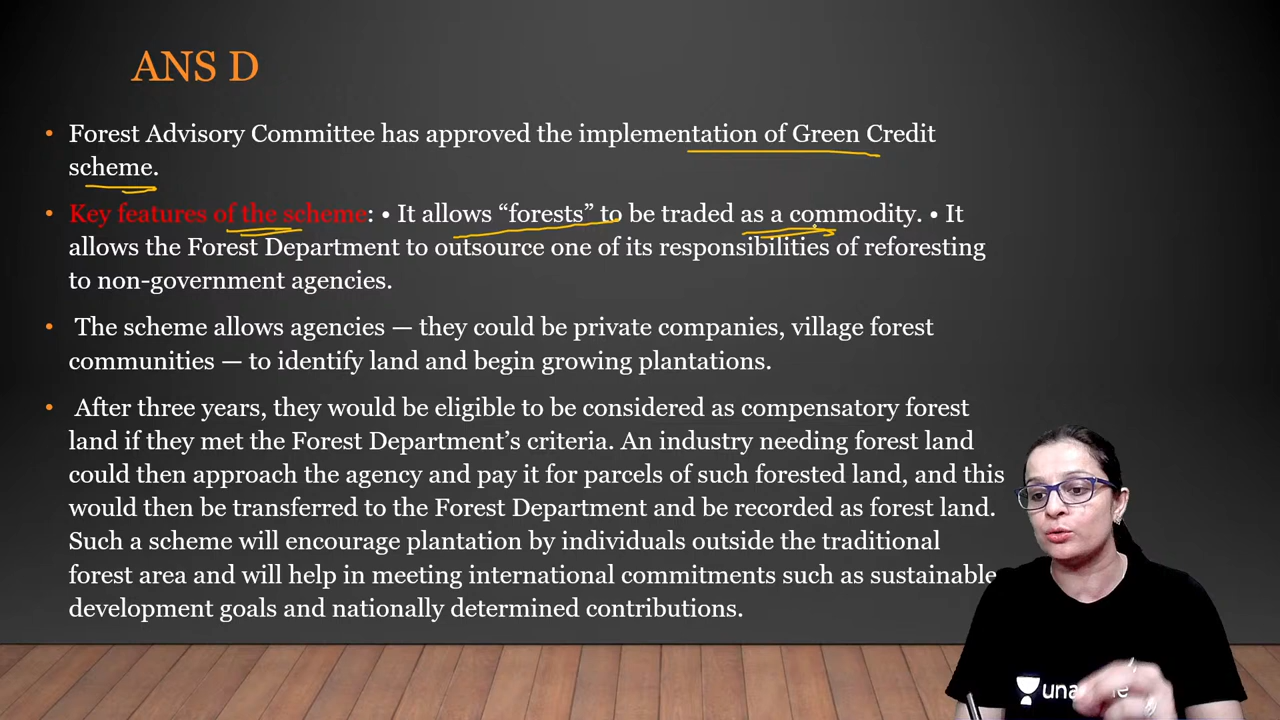 ANS D
• Forest Advisory Committee has approved the implementation of Green Credit
scheme.
• Key features of the scheme: • It allows “forests” to be traded as a commodity. • It
allows the Forest Department to outsource one of its responsibilities of reforesting
to non-government agencies.
• The scheme allows agencies — they could be private companies, village forest
communities — to identify land and begin growing plantations.
• After three years, they would be eligible to be considered as compensatory forest
land if they met the Forest Department’s criteria. An industry needing forest land
could then approach the agency and pay it for parcels of such forested land, and this
would then be transferred to the Forest Department and be recorded as forest land.
Such a scheme will encourage plantation by individuals outside the traditional
forest area and will help in meeting international commitments such as sustainable
development goals and nationally determined contributions.